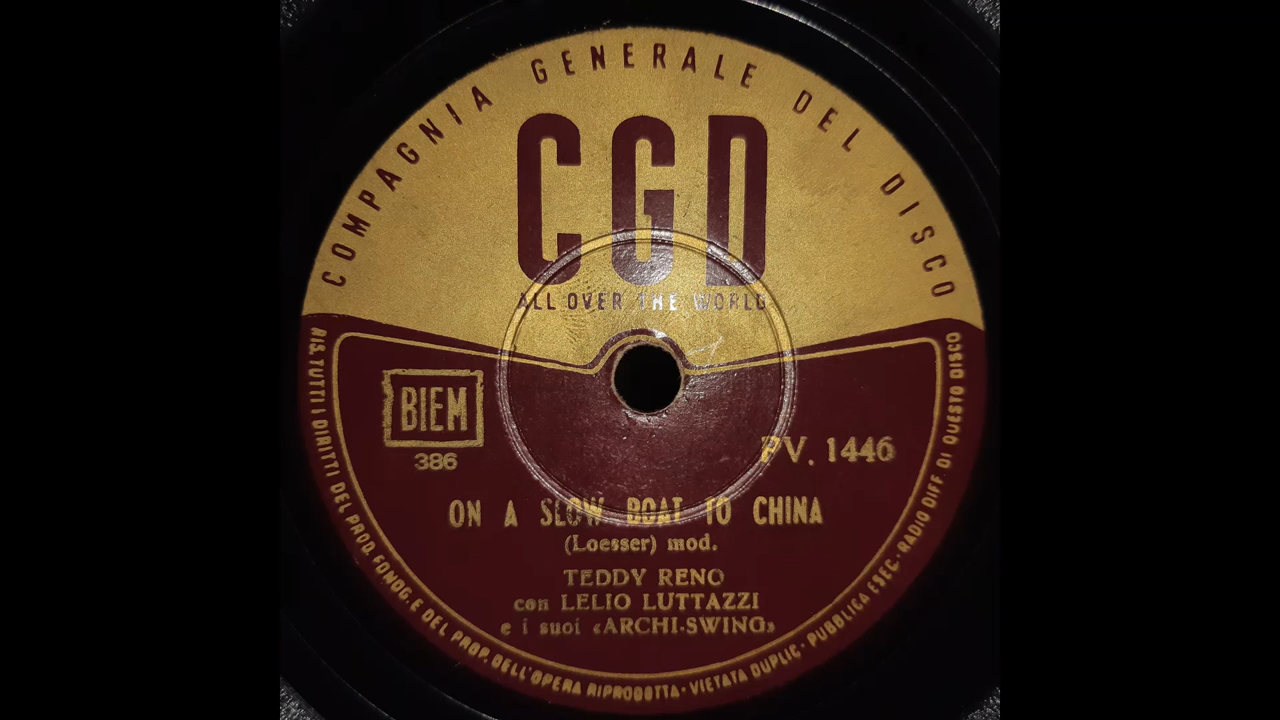 COMPAGNIA GENERALE DEL DISCO
CGD
ALL OVER THE WORLD
BIEM
386
PV. 1446
ON A SLOW BOAT TO CHINA
(Loesser) mod.
TEDDY RENO
con LELIO LUTTAZZI
e i suoi «ARCHI-SWING»
RIS. TUTTI I DIRITTI DEL PROD. FONOG. E DEL PROP. DELL'OPERA RIPRODOTTA · VIETATA DUPLIC · PUBBLICA ESEC · RADIO DIFF. DI QUESTO DISCO